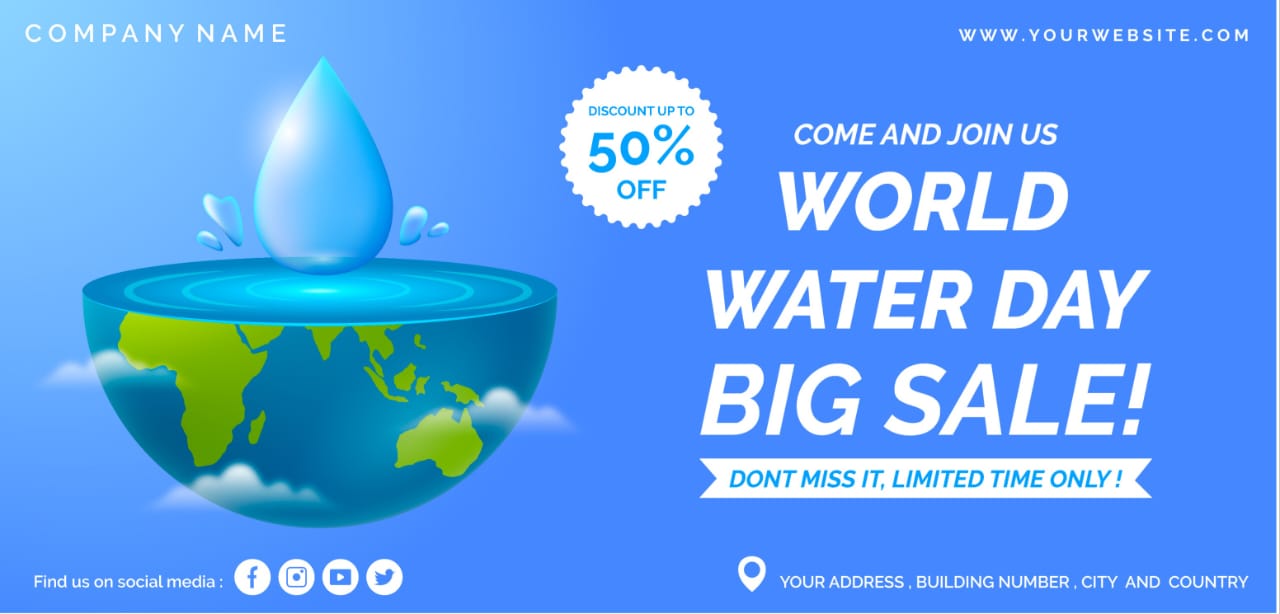 COMPANY NAME
WWW.YOURWEBSITE.COM
DISCOUNT UP TO
50%
OFF
COME AND JOIN US
WORLD
WATER DAY
BIG SALE!
DONT MISS IT, LIMITED TIME ONLY !
Find us on social media :
YOUR ADDRESS , BUILDING NUMBER , CITY AND COUNTRY